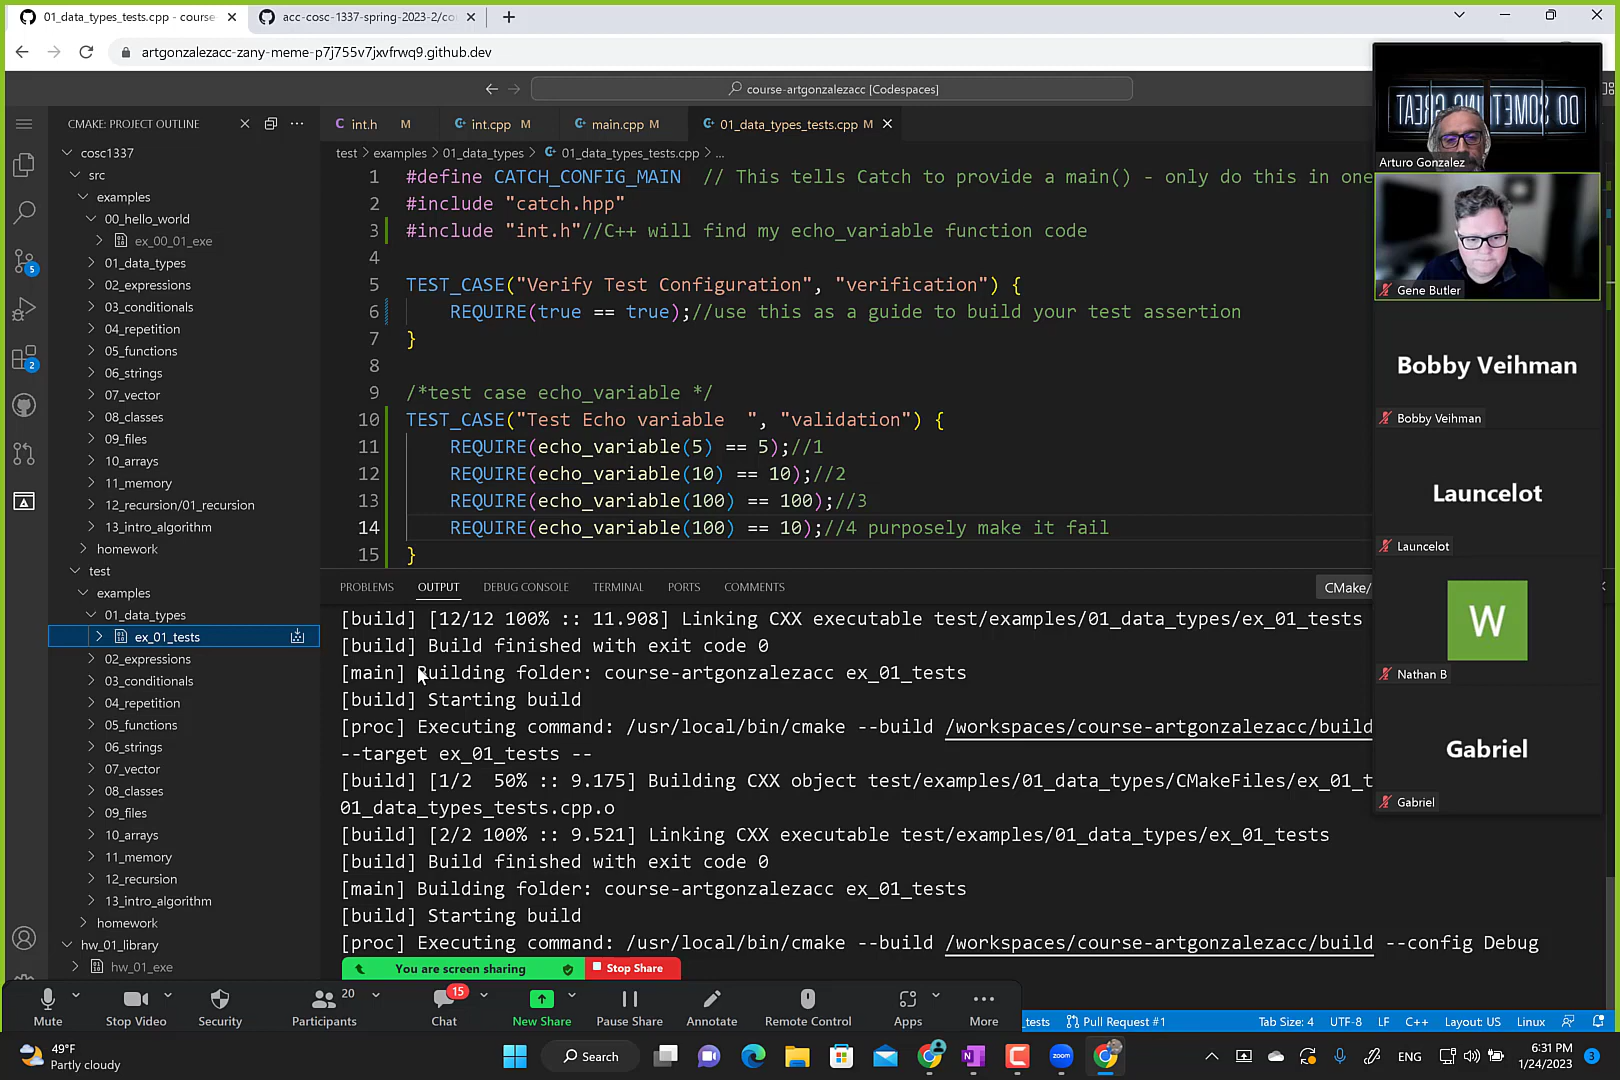 01_data_types_tests.cpp - course
acc-cosc-1337-spring-2023-2/co
artgonzalezacc-zany-meme-p7j755v7jxvfrwq9.github.dev
course-artgonzalezacc [Codespaces]
CMAKE: PROJECT OUTLINE
int.h M
int.cpp M
main.cpp M
01_data_types_tests.cpp M
test > examples > 01_data_types > 01_data_types_tests.cpp > ...
cosc1337
src
examples
00_hello_world
ex_00_01_exe
01_data_types
02_expressions
03_conditionals
04_repetition
05_functions
06_strings
07_vector
08_classes
09_files
10_arrays
11_memory
12_recursion/01_recursion
13_intro_algorithm
homework
test
examples
01_data_types
ex_01_tests
02_expressions
03_conditionals
04_repetition
05_functions
06_strings
07_vector
08_classes
09_files
10_arrays
11_memory
12_recursion
13_intro_algorithm
homework
hw_01_library
hw_01_exe
5
2
1 #define CATCH_CONFIG_MAIN // This tells Catch to provide a main() - only do this in one
2 #include "catch.hpp"
3 #include "int.h"//C++ will find my echo_variable function code
4
5 TEST_CASE("Verify Test Configuration", "verification") {
6 REQUIRE(true == true);//use this as a guide to build your test assertion
7 }
8
9 /*test case echo_variable */
10 TEST_CASE("Test Echo variable ", "validation") {
11 REQUIRE(echo_variable(5) == 5);//1
12 REQUIRE(echo_variable(10) == 10);//2
13 REQUIRE(echo_variable(100) == 100);//3
14 REQUIRE(echo_variable(100) == 10);//4 purposely make it fail
15 }
PROBLEMS OUTPUT DEBUG CONSOLE TERMINAL PORTS COMMENTS
CMake/
[build] [12/12 100% :: 11.908] Linking CXX executable test/examples/01_data_types/ex_01_tests
[build] Build finished with exit code 0
[main] Building folder: course-artgonzalezacc ex_01_tests
[build] Starting build
[proc] Executing command: /usr/local/bin/cmake --build /workspaces/course-artgonzalezacc/build
--target ex_01_tests --
[build] [1/2 50% :: 9.175] Building CXX object test/examples/01_data_types/CMakeFiles/ex_01_t
01_data_types_tests.cpp.o
[build] [2/2 100% :: 9.521] Linking CXX executable test/examples/01_data_types/ex_01_tests
[build] Build finished with exit code 0
[main] Building folder: course-artgonzalezacc ex_01_tests
[build] Starting build
[proc] Executing command: /usr/local/bin/cmake --build /workspaces/course-artgonzalezacc/build --config Debug
DO SOMETHING GREAT
Arturo Gonzalez
Gene Butler
Bobby Veihman
Bobby Veihman
Launcelot
Launcelot
W
Nathan B
Gabriel
Gabriel
You are screen sharing
Stop Share
20
15
Mute
Stop Video
Security
Participants
Chat
New Share
Pause Share
Annotate
Remote Control
Apps
More
_tests
Pull Request #1
Tab Size: 4
UTF-8
LF
C++
Layout: US
Linux
49°F
Partly cloudy
Search
zoom
ENG
6:31 PM
1/24/2023
3